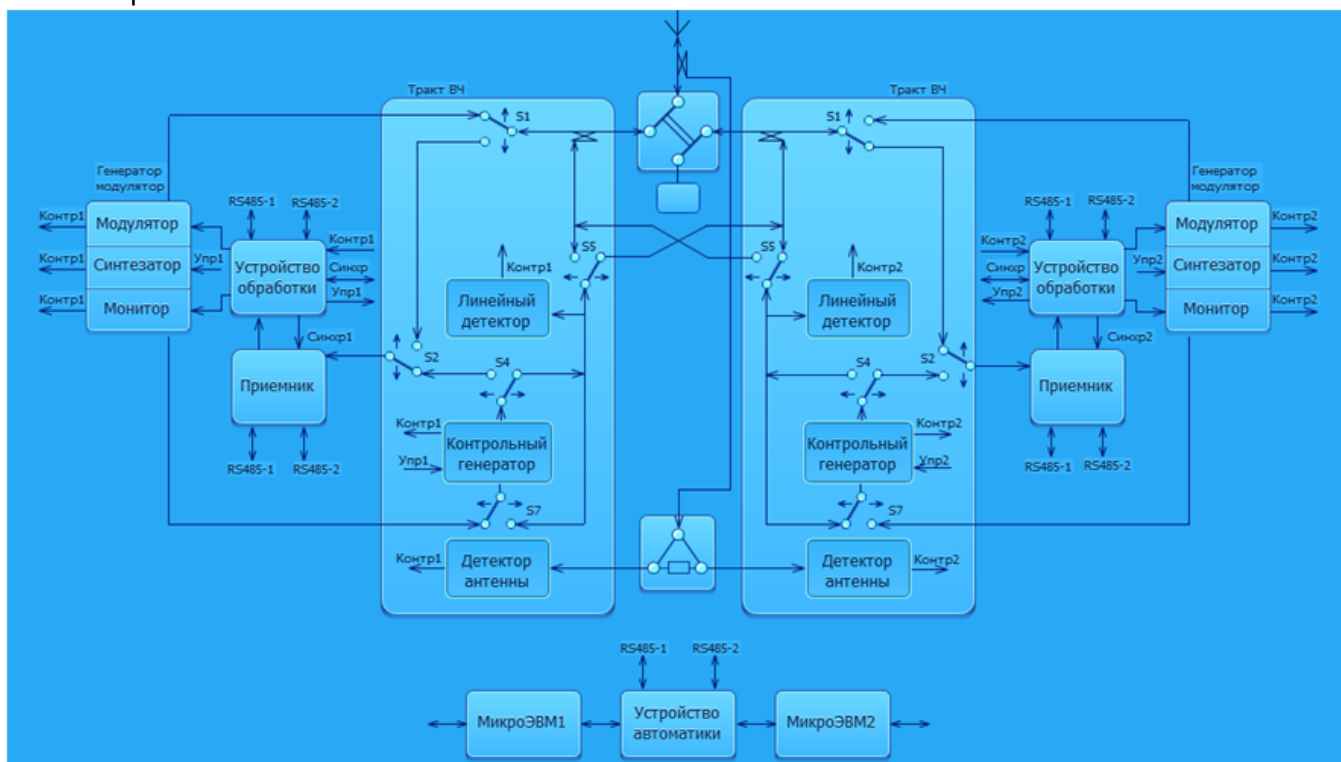 Тракт ВЧ
Тракт ВЧ
S1
S1
Генератор
модулятор
Генератор
модулятор
RS485-1
RS485-2
RS485-1
RS485-2
Контр1
Модулятор
Контр1
S5
S5
Контр2
Модулятор
Контр2
Контр1
Синтезатор
Упр1
Устройство
обработки
Синхр
Контр1
Контр2
Синхр
Устройство
обработки
Упр2
Синтезатор
Контр2
Контр1
Монитор
Упр1
Линейный
детектор
Линейный
детектор
Упр2
Монитор
Контр2
Синхр1
Синхр2
S2
S4
S4
S2
Приемник
Приемник
Контр1
Контрольный
генератор
Контрольный
генератор
Контр2
RS485-1
RS485-2
Упр1
Упр2
RS485-1
RS485-2
S7
S7
Контр1
Детектор
антенны
Детектор
антенны
Контр2
RS485-1
RS485-2
МикроЭВМ1
Устройство
автоматики
МикроЭВМ2